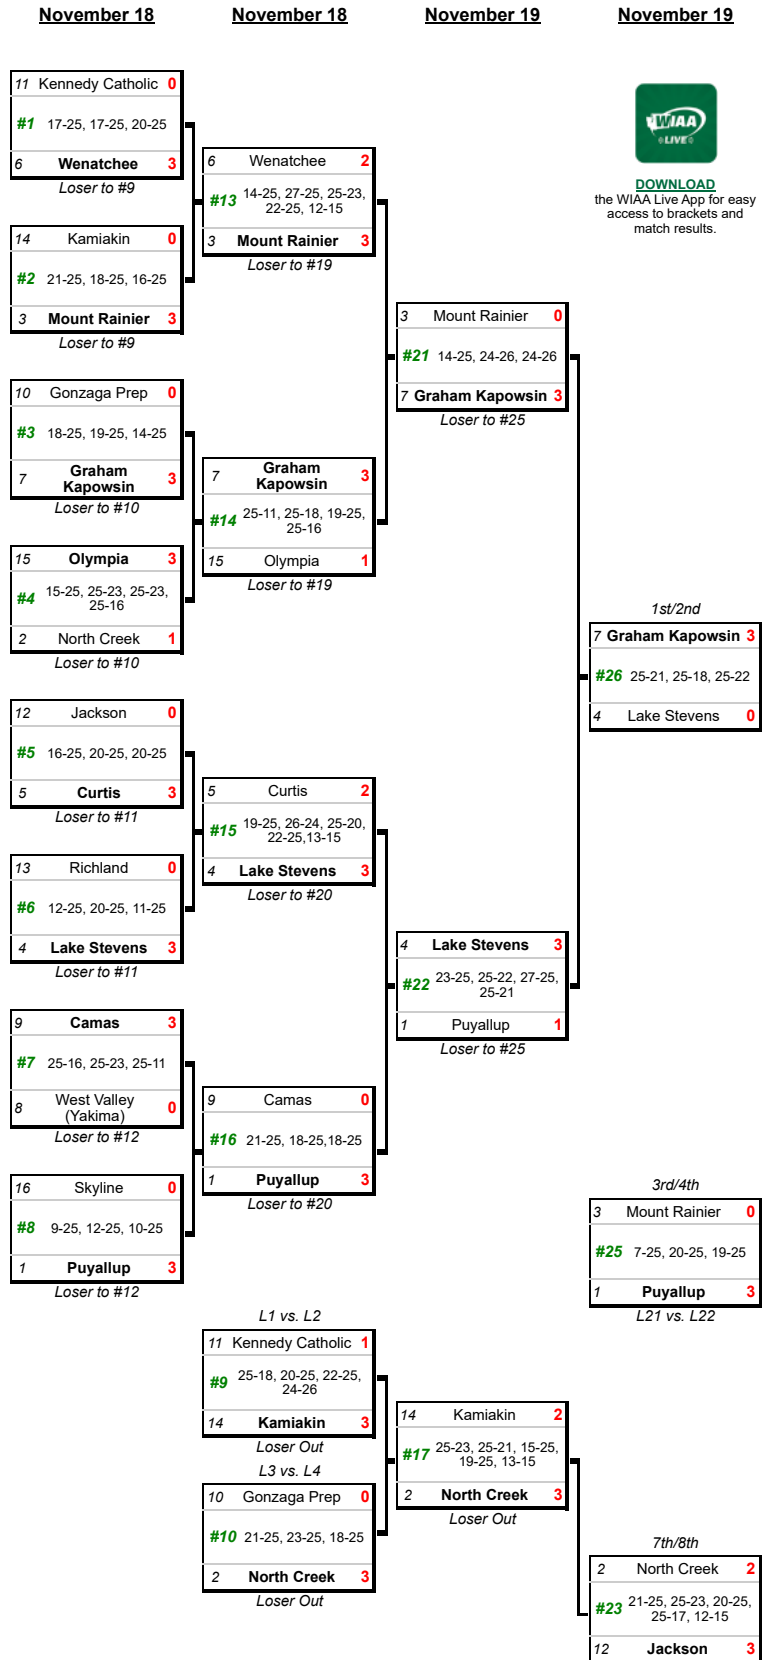 November 18
November 18
November 19
November 19
11 Kennedy Catholic 0
#1 17-25, 17-25, 20-25
6 Wenatchee 3
Loser to #9
14 Kamiakin 0
#2 21-25, 18-25, 16-25
3 Mount Rainier 3
Loser to #9
10 Gonzaga Prep 0
#3 18-25, 19-25, 14-25
7 Graham
Kapowsin 3
Loser to #10
15 Olympia 3
#4 15-25, 25-23, 25-23,
25-16
2 North Creek 1
Loser to #10
12 Jackson 0
#5 16-25, 20-25, 20-25
5 Curtis 3
Loser to #11
13 Richland 0
#6 12-25, 20-25, 11-25
4 Lake Stevens 3
Loser to #11
9 Camas 3
#7 25-16, 25-23, 25-11
8 West Valley
(Yakima) 0
Loser to #12
16 Skyline 0
#8 9-25, 12-25, 10-25
1 Puyallup 3
Loser to #12
6 Wenatchee 2
#13 14-25, 27-25, 25-23,
22-25, 12-15
3 Mount Rainier 3
Loser to #19
7 Graham
Kapowsin 3
#14 25-11, 25-18, 19-25,
25-16
15 Olympia 1
Loser to #19
5 Curtis 2
#15 19-25, 26-24, 25-20,
22-25,13-15
4 Lake Stevens 3
Loser to #20
9 Camas 0
#16 21-25, 18-25,18-25
1 Puyallup 3
Loser to #20
L1 vs. L2
11 Kennedy Catholic 1
#9 25-18, 20-25, 22-25,
24-26
14 Kamiakin 3
Loser Out
L3 vs. L4
10 Gonzaga Prep 0
#10 21-25, 23-25, 18-25
2 North Creek 3
Loser Out
3 Mount Rainier 0
#21 14-25, 24-26, 24-26
7 Graham Kapowsin 3
Loser to #25
4 Lake Stevens 3
#22 23-25, 25-22, 27-25,
25-21
1 Puyallup 1
Loser to #25
14 Kamiakin 2
#17 25-23, 25-21, 15-25,
19-25, 13-15
2 North Creek 3
Loser Out
WIAA
LIVE
DOWNLOAD
the WIAA Live App for easy
access to brackets and
match results.
1st/2nd
7 Graham Kapowsin 3
#26 25-21, 25-18, 25-22
4 Lake Stevens 0
3rd/4th
3 Mount Rainier 0
#25 7-25, 20-25, 19-25
1 Puyallup 3
L21 vs. L22
7th/8th
2 North Creek 2
#23 21-25, 25-23, 20-25,
25-17, 12-15
12 Jackson 3